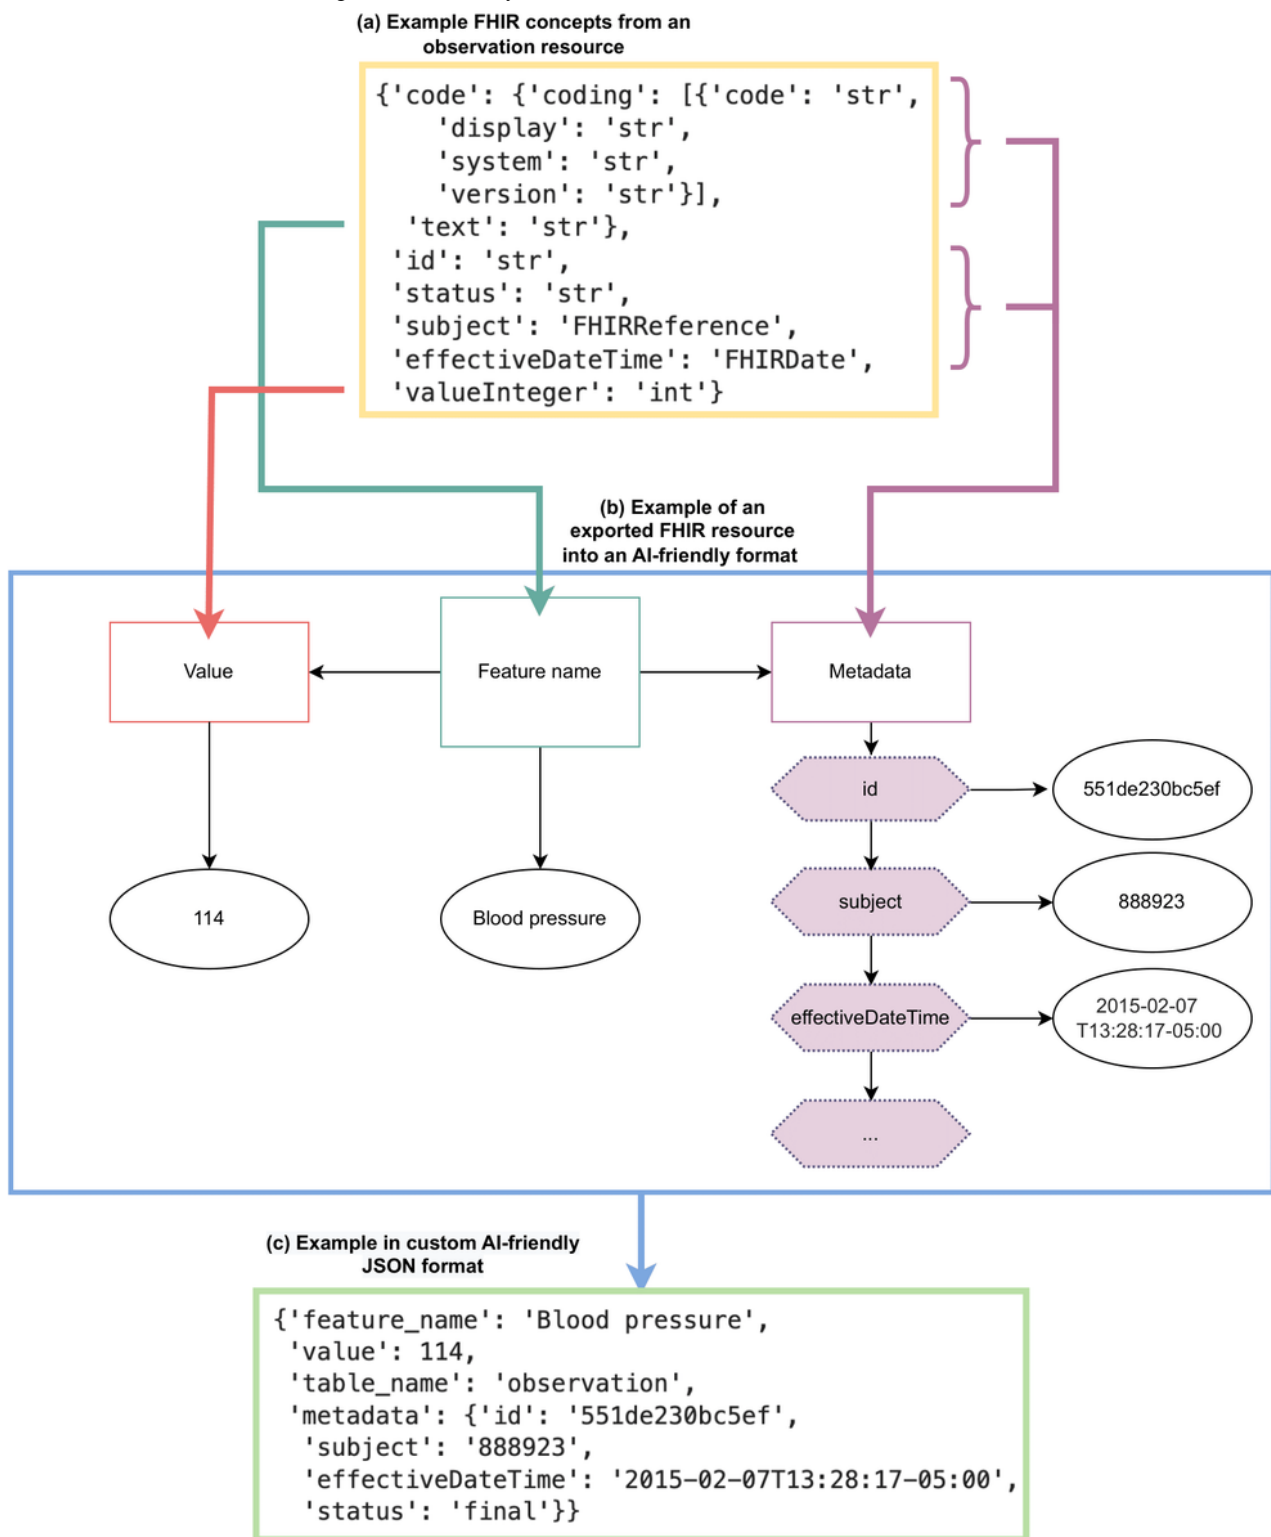 (a) Example FHIR concepts from an
observation resource
{'code': {'coding': [{'code': 'str',
'display': 'str',
'system': 'str',
'version': 'str'}],
'text': 'str'},
'id': 'str',
'status': 'str',
'subject': 'FHIRReference',
'effectiveDateTime': 'FHIRDate',
'valueInteger': 'int'}
(b) Example of an
exported FHIR resource
into an AI-friendly format
Value
Feature name
Metadata
id
551de230bc5ef
subject
888923
114
Blood pressure
effectiveDateTime
2015-02-07
T13:28:17-05:00
...
(c) Example in custom AI-friendly
JSON format
{'feature_name': 'Blood pressure',
'value': 114,
'table_name': 'observation',
'metadata': {'id': '551de230bc5ef',
'subject': '888923',
'effectiveDateTime': '2015-02-07T13:28:17-05:00',
'status': 'final'}}